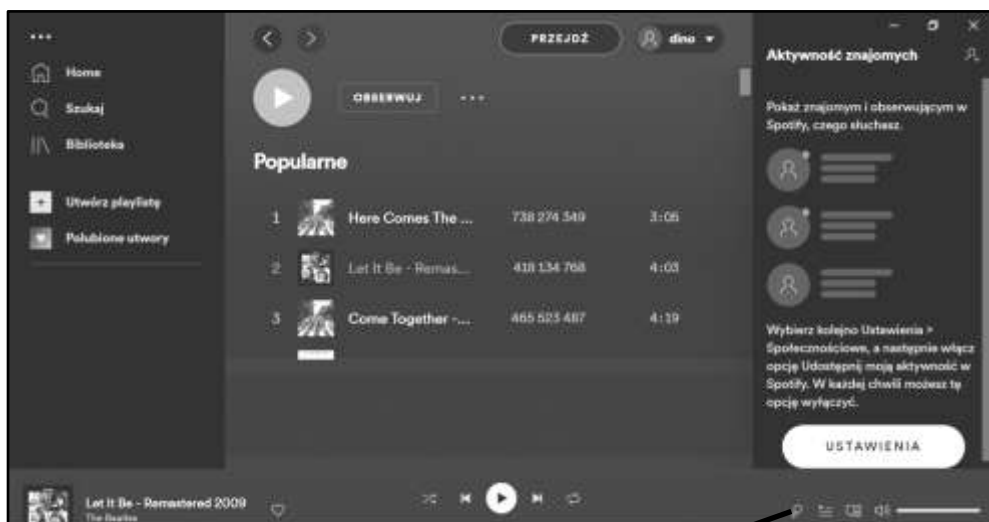 Home
Szukaj
Biblioteka
Utwórz playlistę
Polubione utwory
PRZEJDŹ
dino
OBSERWUJ
Popularne
1 Here Comes The ... 738 274 349 3:05
2 Let It Be - Remas... 418 134 768 4:03
3 Come Together -... 465 523 487 4:19
Aktywność znajomych
Pokaż znajomym i obserwującym w
Spotify, czego słuchasz.
Wybierz kolejno Ustawienia >
Społecznościowe, a następnie włącz
opcję Udostępnij moją aktywność w
Spotify. W każdej chwili możesz tę
opcję wyłączyć.
USTAWIENIA
Let It Be - Remastered 2009
The Beatles